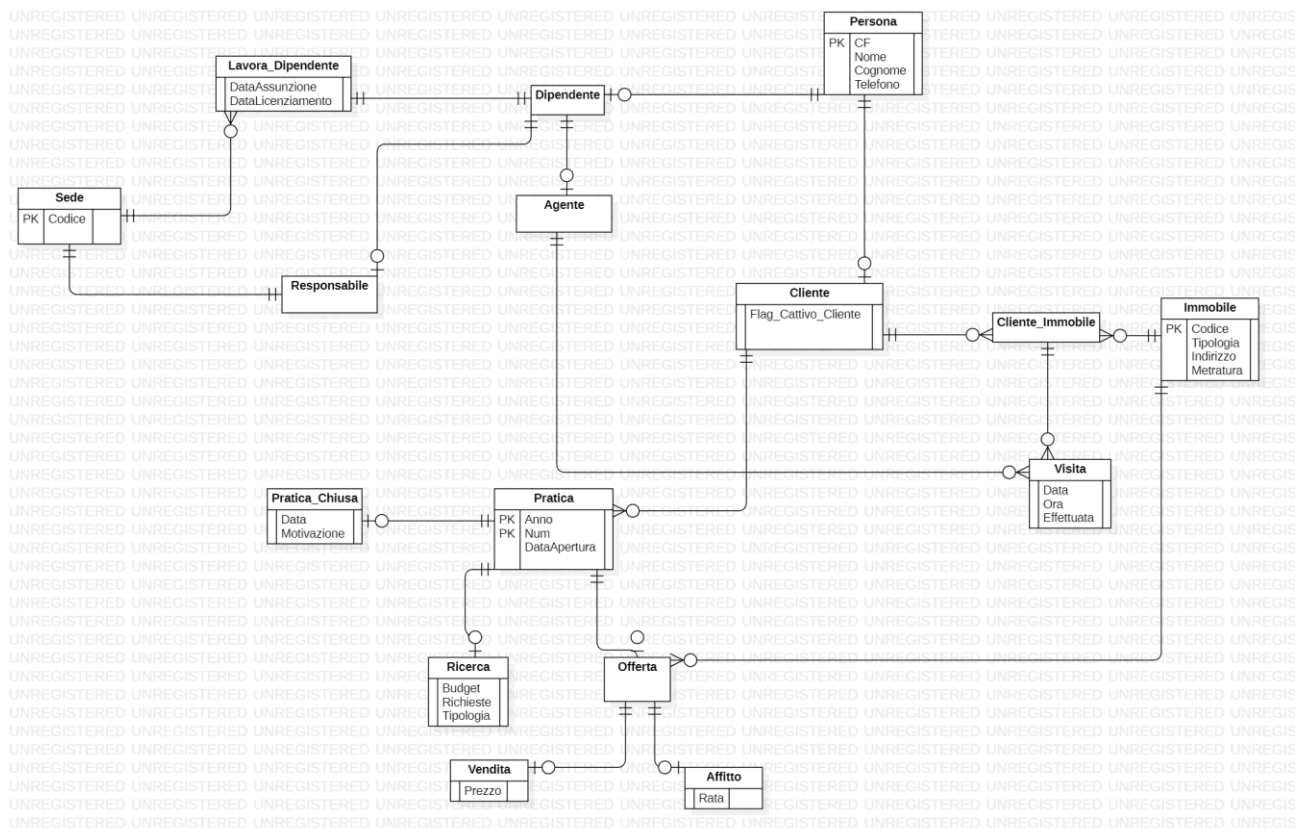 Persona
PK CF
Nome
Cognome
Telefono
Lavora_Dipendente
DataAssunzione
DataLicenziamento
Dipendente
Sede
PK Codice
Agente
Responsabile
Cliente
Flag_Cattivo_Cliente
Cliente_Immobile
Immobile
PK Codice
Tipologia
Indirizzo
Metratura
Visita
Data
Ora
Effettuata
Pratica_Chiusa
Data
Motivazione
Pratica
PK Anno
PK Num
DataApertura
Ricerca
Budget
Richieste
Tipologia
Offerta
Vendita
Prezzo
Affitto
Rata
UNREGISTERED